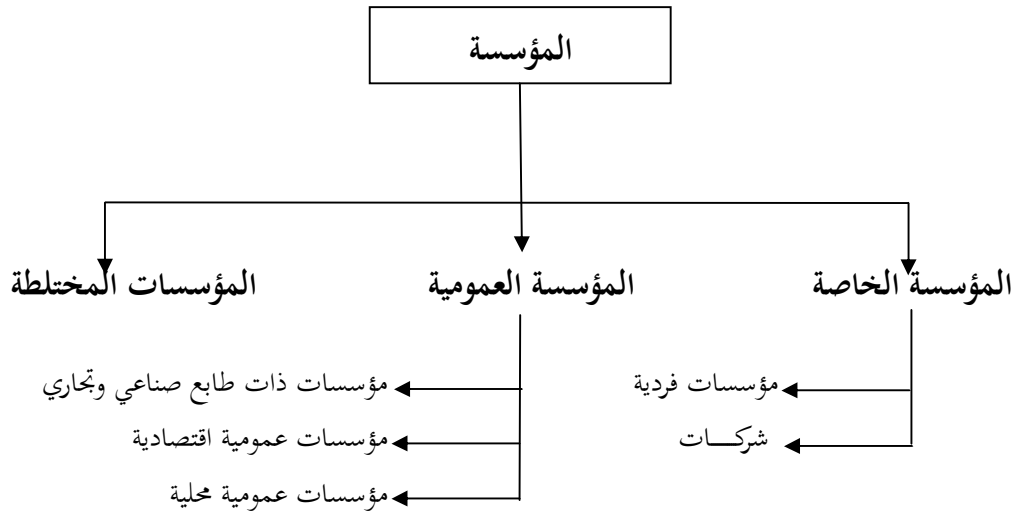 المؤسسة
المؤسسة الخاصة
المؤسسة العمومية
المؤسسات المختلطة
مؤسسات فردية
شركـــات
مؤسسات ذات طابع صناعي وتجاري
مؤسسات عمومية اقتصادية
مؤسسات عمومية محلية